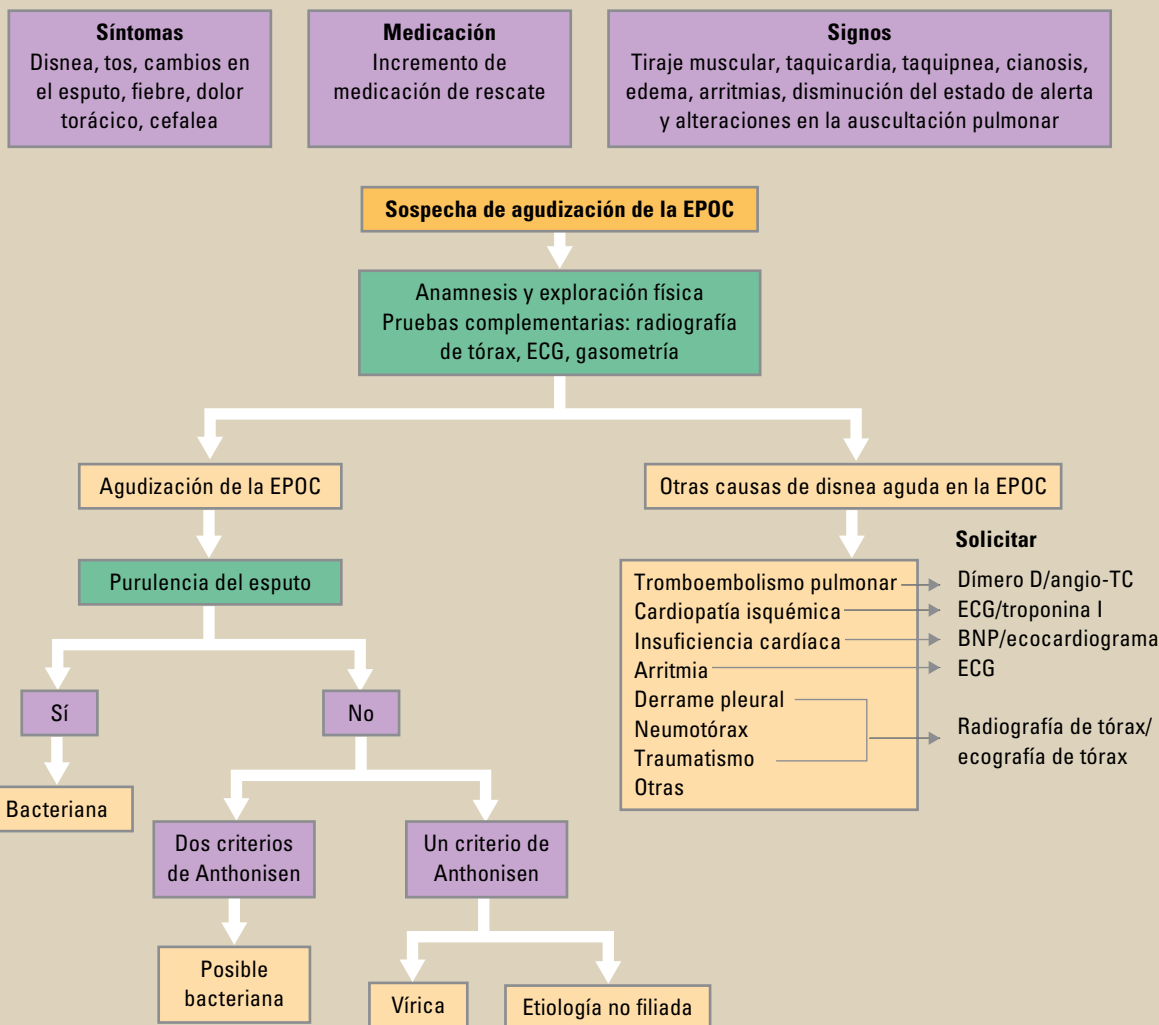 Síntomas
Disnea, tos, cambios en
el esputo, fiebre, dolor
torácico, cefalea
Medicación
Incremento de
medicación de rescate
Signos
Tiraje muscular, taquicardia, taquipnea, cianosis,
edema, arritmias, disminución del estado de alerta
y alteraciones en la auscultación pulmonar
Sospecha de agudización de la EPOC
Anamnesis y exploración física
Pruebas complementarias: radiografía
de tórax, ECG, gasometría
Agudización de la EPOC
Otras causas de disnea aguda en la EPOC
Purulencia del esputo
Sí
No
Bacteriana
Dos criterios
de Anthonisen
Un criterio de
Anthonisen
Posible
bacteriana
Vírica
Etiología no filiada
Solicitar
Tromboembolismo pulmonar
Dímero D/angio-TC
Cardiopatía isquémica
ECG/troponina I
Insuficiencia cardíaca
BNP/ecocardiograma
Arritmia
ECG
Derrame pleural
Neumotórax
Traumatismo
Otras
Radiografía de tórax/
ecografía de tórax